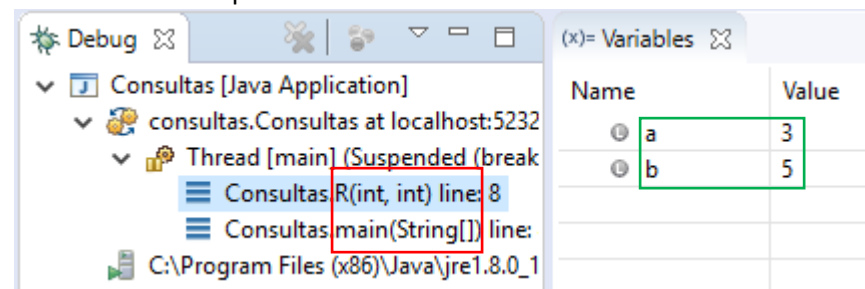 Debug (x)= Variables
Consultas [Java Application] Name Value
consultas.Consultas at localhost:5232 a 3
Thread [main] (Suspended (break b 5
Consultas.R(int, int) line: 8
Consultas.main(String[]) line:
C:\Program Files (x86)\Java\jre1.8.0_1